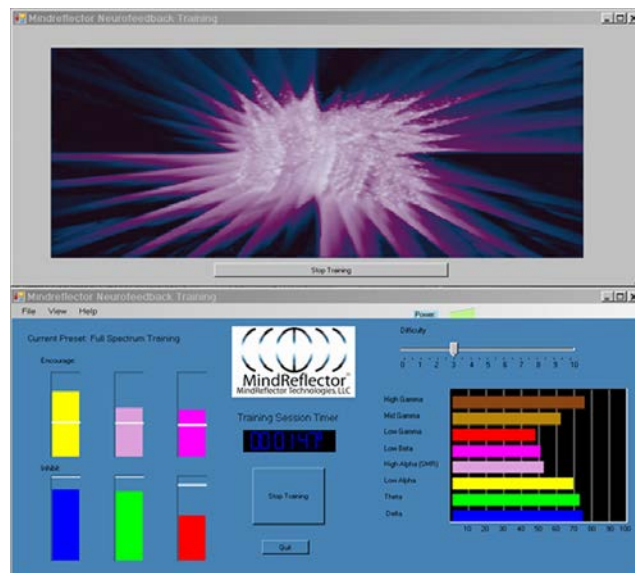 Mindreflector Neurofeedback Training
Stop Training
Mindreflector Neurofeedback Training
File View Help
Power:
Current Preset: Full Spectrum Training
Difficulty
0 1 2 3 4 5 6 7 8 9 10
Encourage:
MindReflector™
MindReflector Technologies, LLC
Training Session Timer
Inhibit:
Stop Training
Quit
High Gamma
Mid Gamma
Low Gamma
Low Beta
High Alpha (SMR)
Low Alpha
Theta
Delta
10 20 30 40 50 60 70 80 90 100